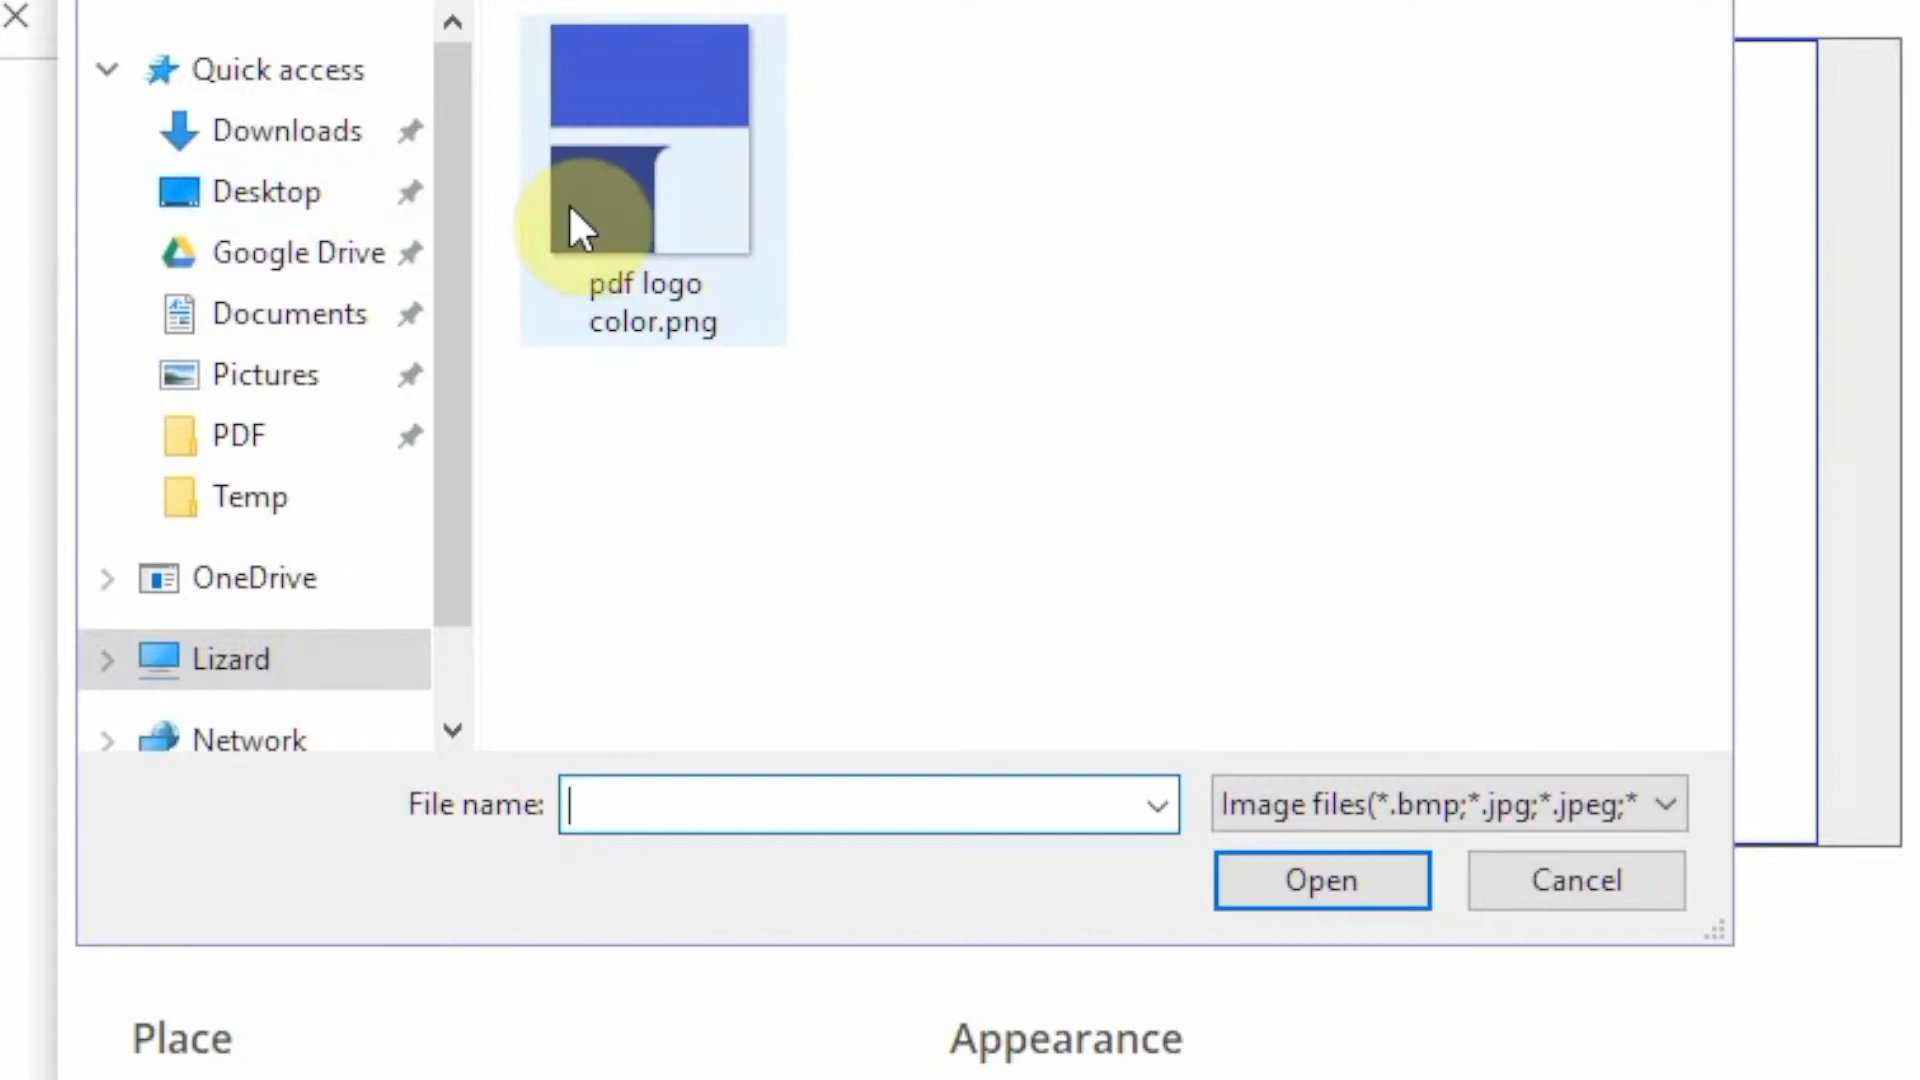 Quick access
Downloads
Desktop
Google Drive
Documents
Pictures
PDF
Temp
OneDrive
Lizard
Network
pdf logo
color.png
File name:
Image files(*.bmp;*.jpg;*.jpeg;*
Open
Cancel
Place
Appearance